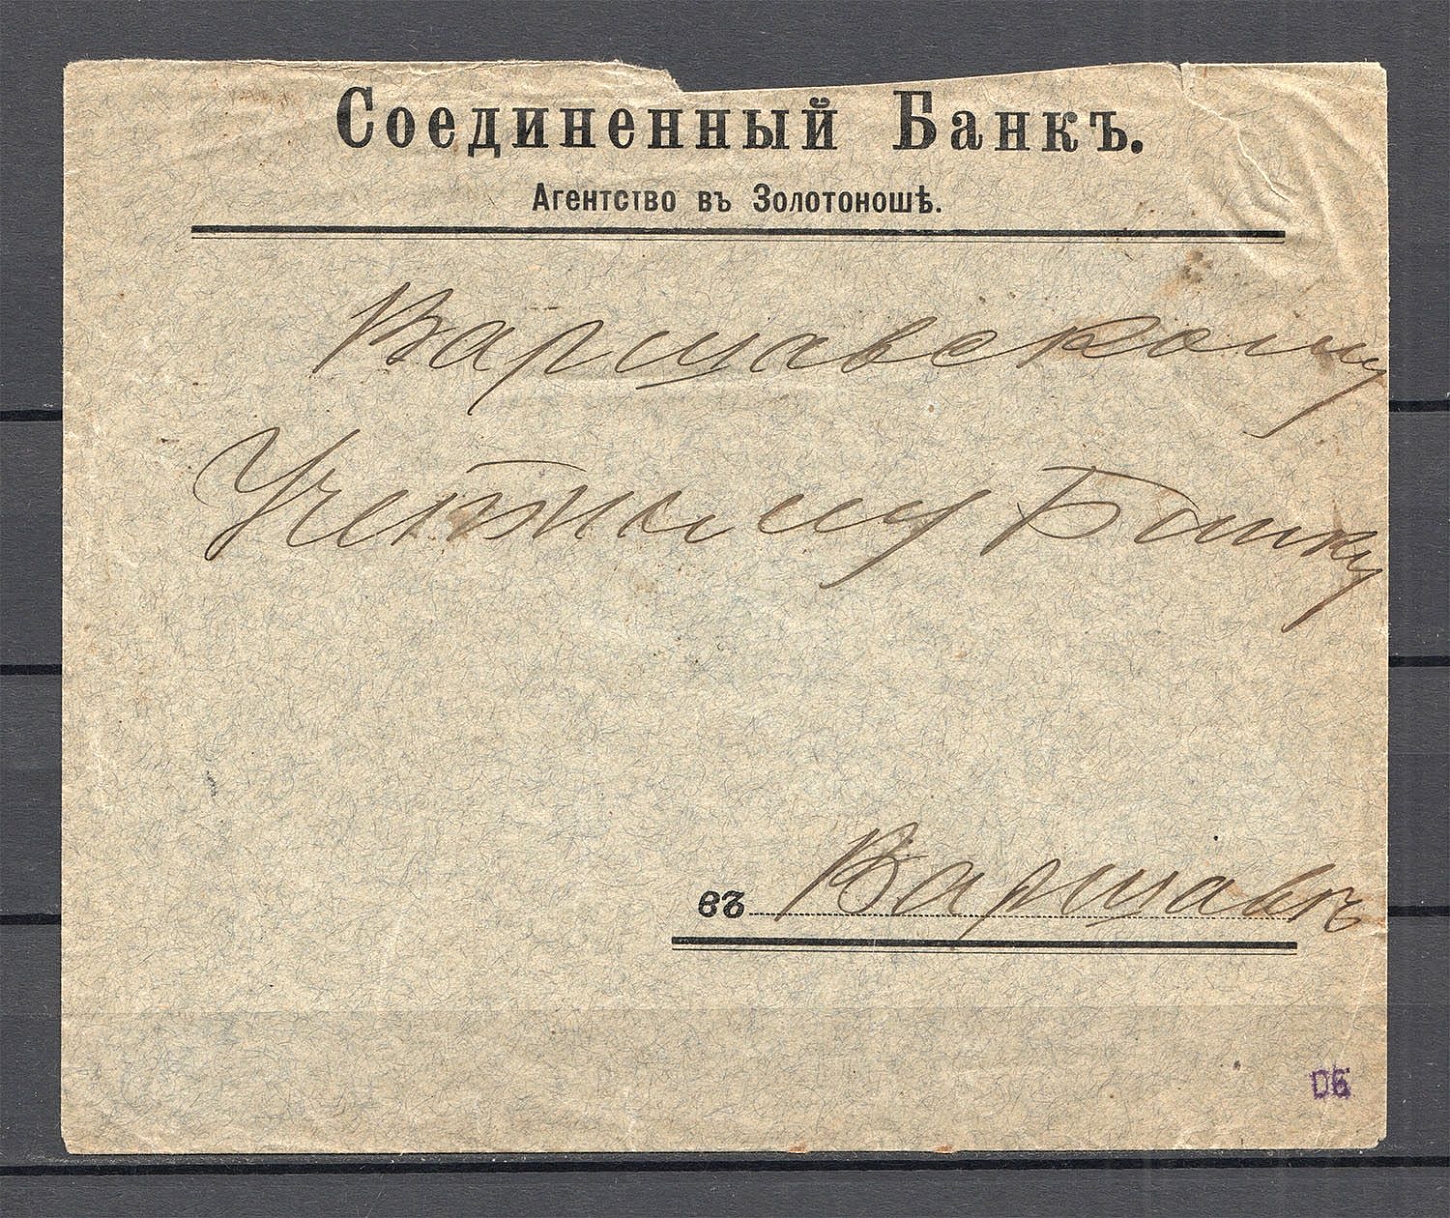 Соединенный Банкъ.
Агентство въ Золотоношѣ.
Варшавскому
Учетному Банку
въ Варшавѣ
DБ